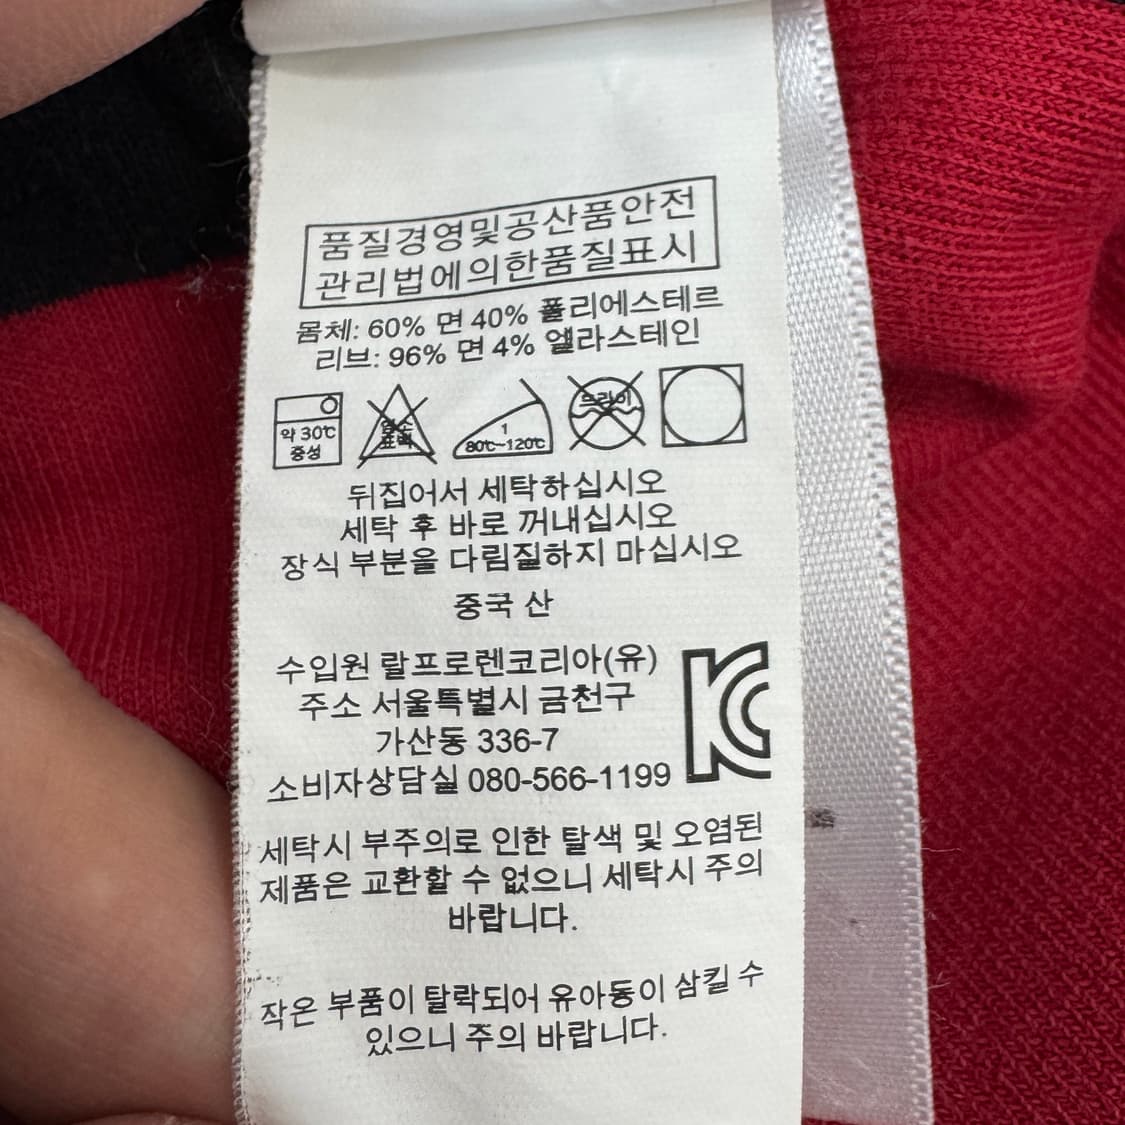 품질경영및공산품안전
관리법에의한품질표시
몸체: 60% 면 40% 폴리에스테르
리브: 96% 면 4% 엘라스테인
약 30℃
중성
염소
표백
1
80℃~120℃
드라이
뒤집어서 세탁하십시오
세탁 후 바로 꺼내십시오
장식 부분을 다림질하지 마십시오
중국 산
수입원 랄프로렌코리아(유)
주소 서울특별시 금천구
가산동 336-7
소비자상담실 080-566-1199
세탁시 부주의로 인한 탈색 및 오염된
제품은 교환할 수 없으니 세탁시 주의
바랍니다.
작은 부품이 탈락되어 유아동이 삼킬 수
있으니 주의 바랍니다.